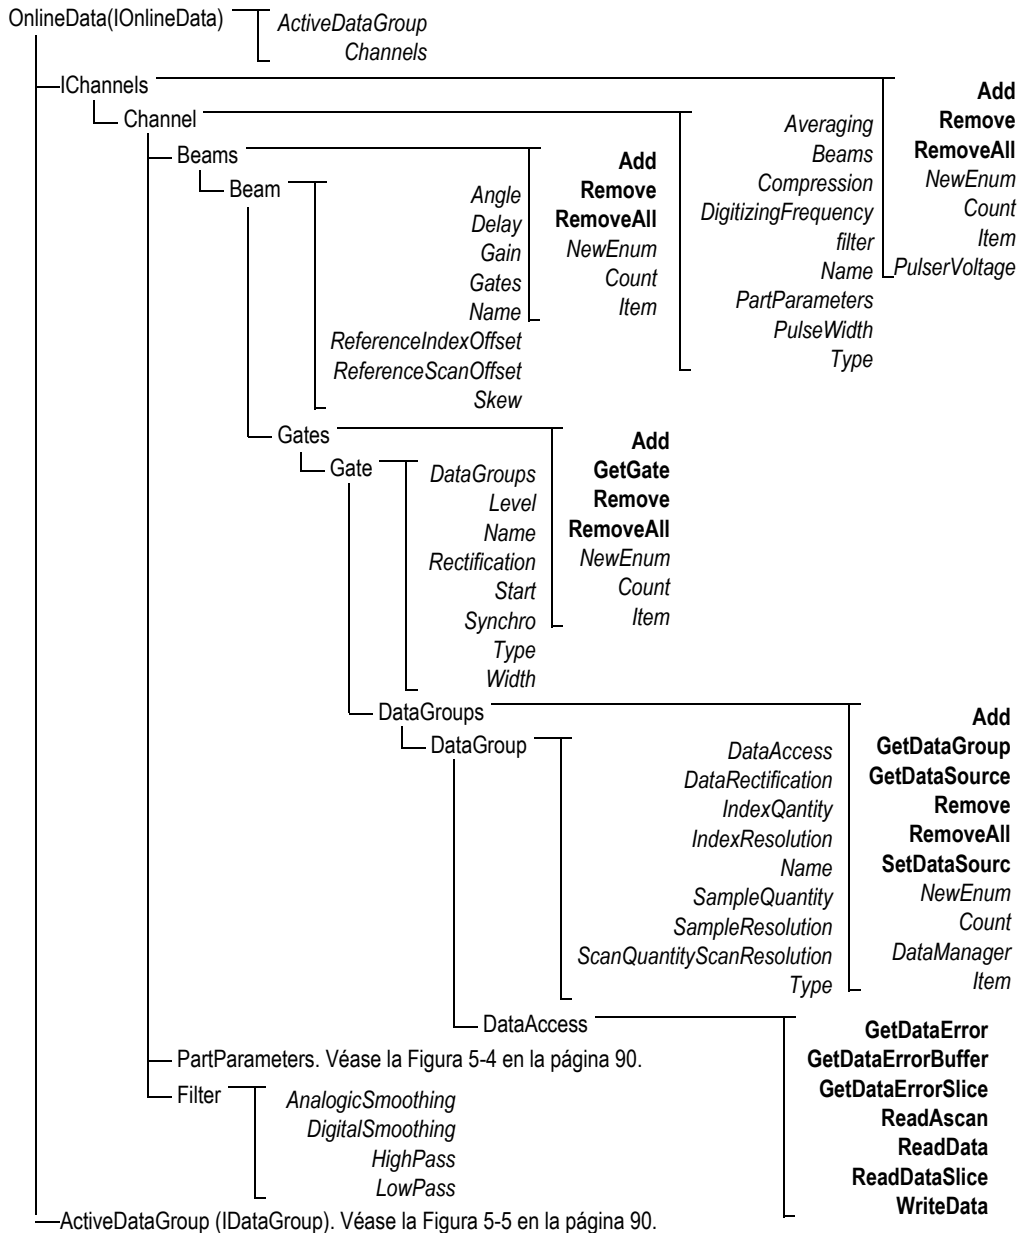 OnlineData(IOnlineData)
ActiveDataGroup
Channels
IChannels
Add
Remove
RemoveAll
NewEnum
Count
Item
PulserVoltage
Channel
Averaging
Beams
Compression
DigitizingFrequency
filter
Name
PartParameters
PulseWidth
Type
Beams
Add
Remove
RemoveAll
NewEnum
Count
Item
Beam
Angle
Delay
Gain
Gates
Name
ReferenceIndexOffset
ReferenceScanOffset
Skew
Gates
Add
GetGate
Remove
RemoveAll
NewEnum
Count
Item
Gate
DataGroups
Level
Name
Rectification
Start
Synchro
Type
Width
DataGroups
Add
GetDataGroup
GetDataSource
Remove
RemoveAll
SetDataSourc
NewEnum
Count
DataManager
Item
DataGroup
DataAccess
DataRectification
IndexQantity
IndexResolution
Name
SampleQuantity
SampleResolution
ScanQuantityScanResolution
Type
DataAccess
GetDataError
GetDataErrorBuffer
GetDataErrorSlice
ReadAscan
ReadData
ReadDataSlice
WriteData
PartParameters. Véase la Figura 5-4 en la página 90.
Filter
AnalogicSmoothing
DigitalSmoothing
HighPass
LowPass
ActiveDataGroup (IDataGroup). Véase la Figura 5-5 en la página 90.